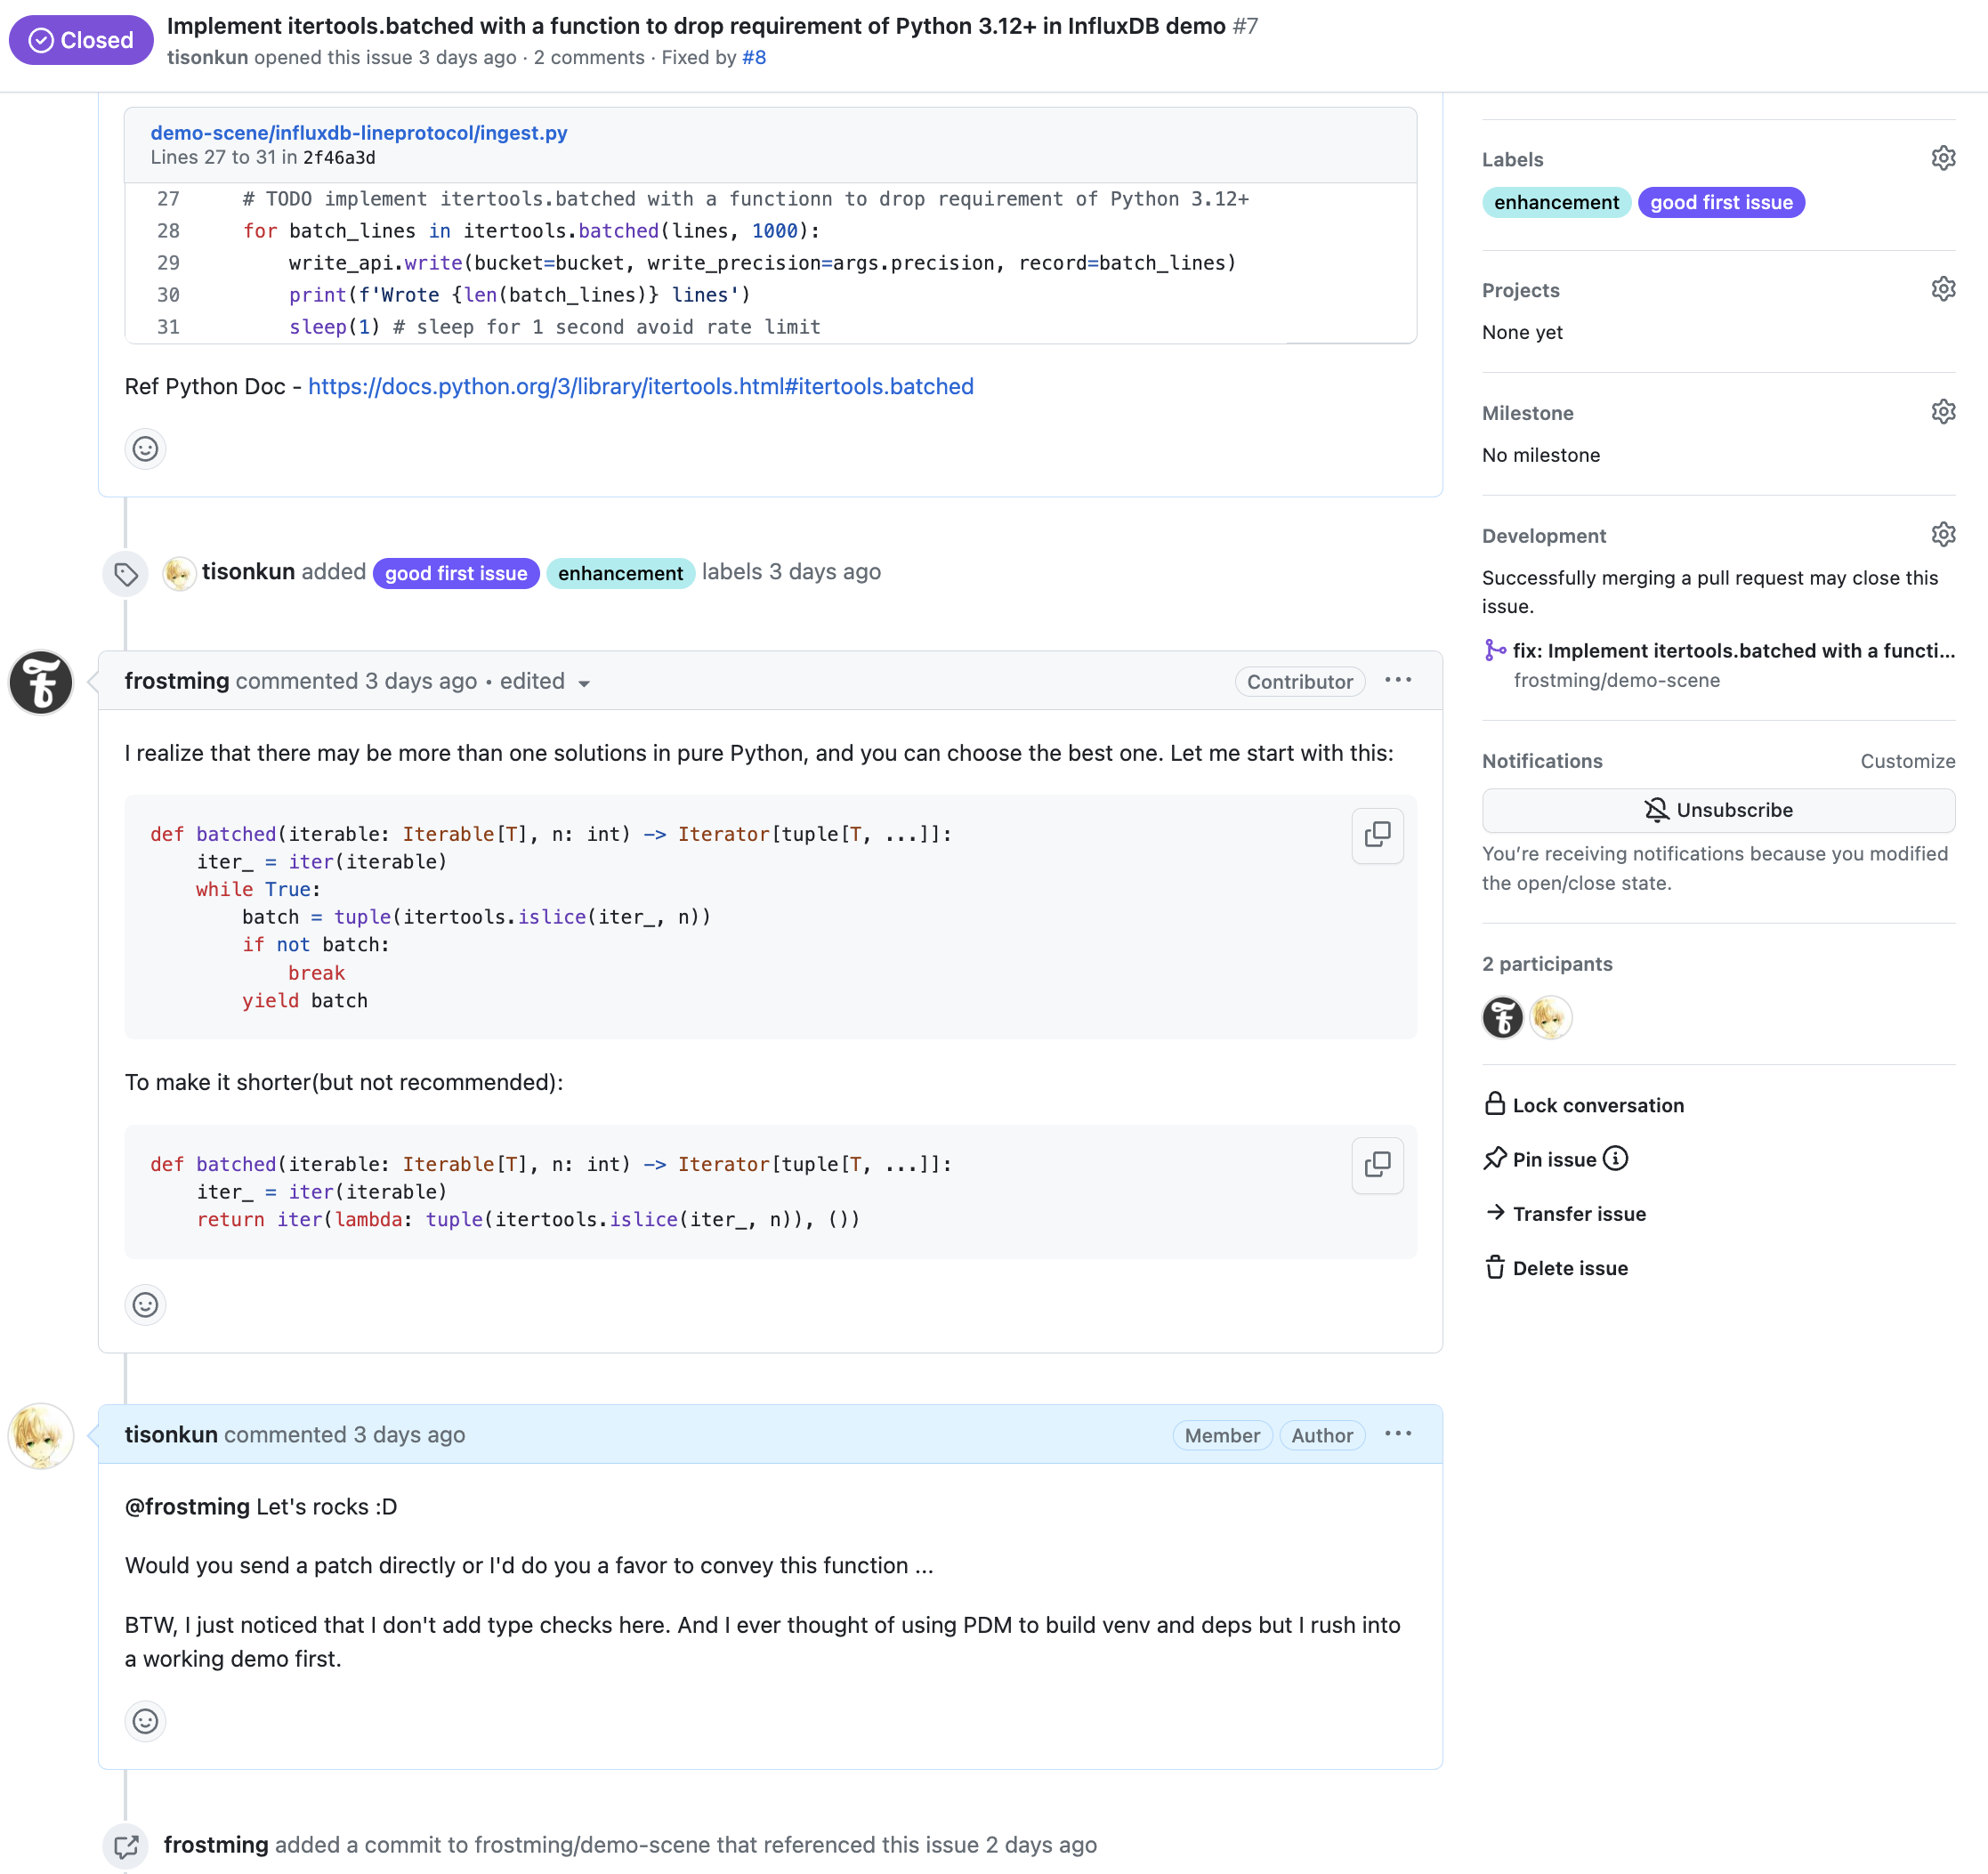 Closed
Implement itertools.batched with a function to drop requirement of Python 3.12+ in InfluxDB demo #7
tisonkun opened this issue 3 days ago · 2 comments · Fixed by #8
demo-scene/influxdb-lineprotocol/ingest.py
Lines 27 to 31 in 2f46a3d
27 # TODO implement itertools.batched with a functionn to drop requirement of Python 3.12+
28 for batch_lines in itertools.batched(lines, 1000):
29     write_api.write(bucket=bucket, write_precision=args.precision, record=batch_lines)
30     print(f'Wrote {len(batch_lines)} lines')
31     sleep(1) # sleep for 1 second avoid rate limit
Ref Python Doc - https://docs.python.org/3/library/itertools.html#itertools.batched
tisonkun added good first issue enhancement labels 3 days ago
frostming commented 3 days ago • edited
Contributor
I realize that there may be more than one solutions in pure Python, and you can choose the best one. Let me start with this:
def batched(iterable: Iterable[T], n: int) -> Iterator[tuple[T, ...]]:
    iter_ = iter(iterable)
    while True:
        batch = tuple(itertools.islice(iter_, n))
        if not batch:
            break
        yield batch
To make it shorter(but not recommended):
def batched(iterable: Iterable[T], n: int) -> Iterator[tuple[T, ...]]:
    iter_ = iter(iterable)
    return iter(lambda: tuple(itertools.islice(iter_, n)), ())
tisonkun commented 3 days ago
Member Author
@frostming Let's rocks :D
Would you send a patch directly or I'd do you a favor to convey this function ...
BTW, I just noticed that I don't add type checks here. And I ever thought of using PDM to build venv and deps but I rush into
a working demo first.
frostming added a commit to frostming/demo-scene that referenced this issue 2 days ago
Labels
enhancement good first issue
Projects
None yet
Milestone
No milestone
Development
Successfully merging a pull request may close this
issue.
fix: Implement itertools.batched with a functi...
frostming/demo-scene
Notifications Customize
Unsubscribe
You’re receiving notifications because you modified
the open/close state.
2 participants
Lock conversation
Pin issue
Transfer issue
Delete issue